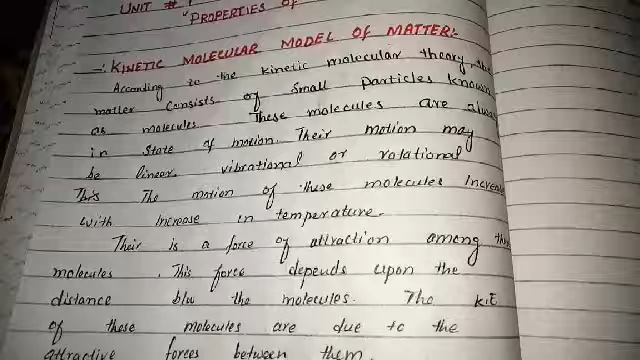 UNIT #
"PROPERTIES OF
KINETIC MOLECULAR MODEL OF MATTER:-
According to the kinetic molecular theory, the
matter consists of small particles known
as molecules. These molecules are always
in state of motion. Their motion may
be linear vibrational or rotational
This The motion of these molecules Increase
with Increase in temperature.
Their is a force of attraction among the
molecules. This force depends upon the
distance b/w the molecules. The K.E
of these molecules are due to the
attractive forces between them.